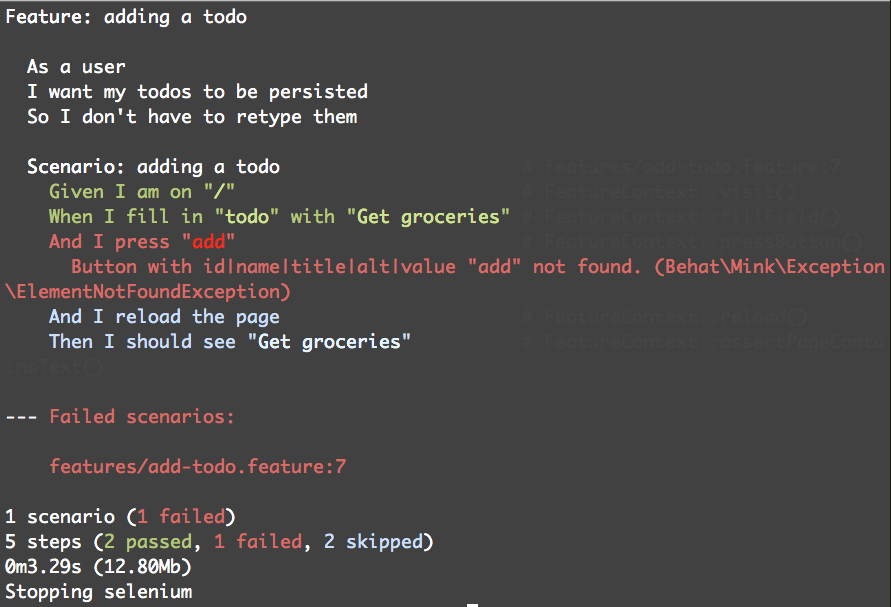 Feature: adding a todo
As a user
I want my todos to be persisted
So I don't have to retype them
Scenario: adding a todo # features/add-todo.feature:7
Given I am on "/" # FeatureContext::visit()
When I fill in "todo" with "Get groceries" # FeatureContext::fillField()
And I press "add" # FeatureContext::pressButton()
Button with id|name|title|alt|value "add" not found. (Behat\Mink\Exception
\ElementNotFoundException)
And I reload the page # FeatureContext::reload()
Then I should see "Get groceries" # FeatureContext::assertPageConta
insText()
--- Failed scenarios:
features/add-todo.feature:7
1 scenario (1 failed)
5 steps (2 passed, 1 failed, 2 skipped)
0m3.29s (12.80Mb)
Stopping selenium